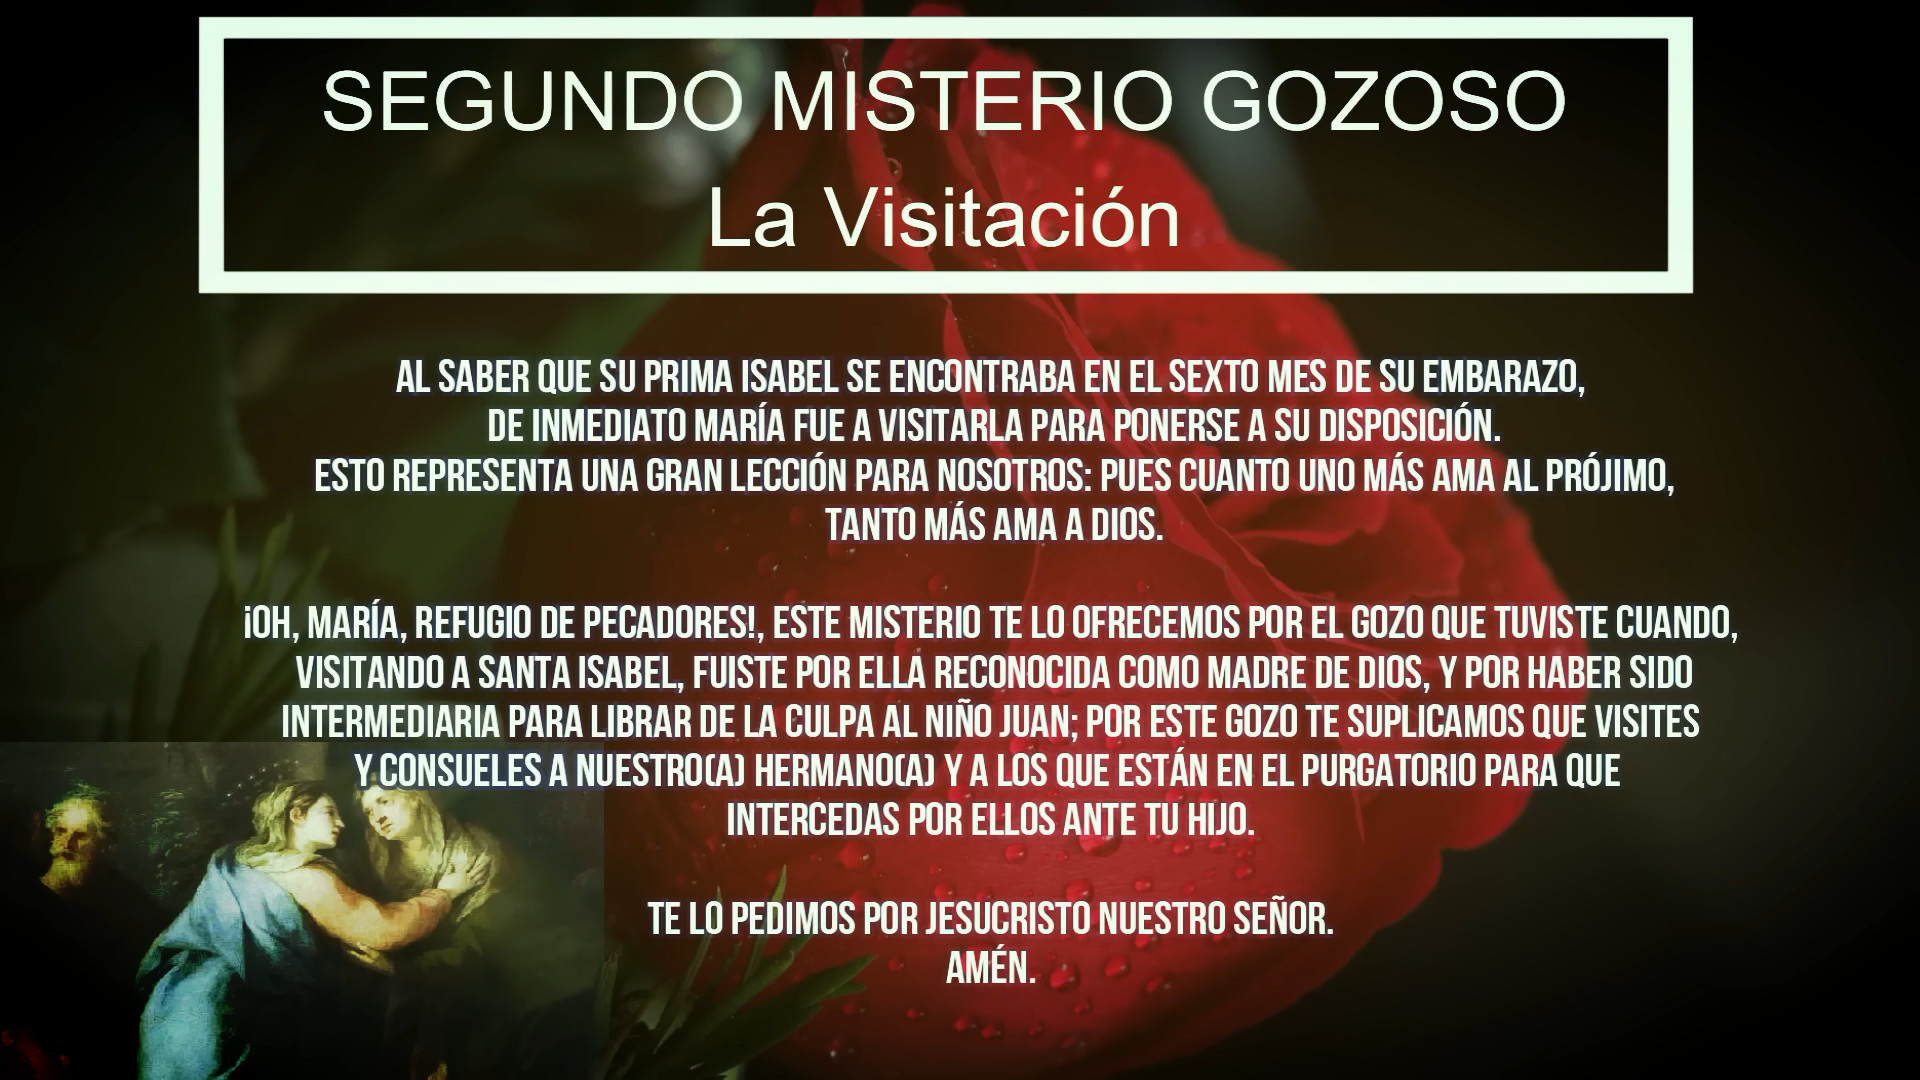 SEGUNDO MISTERIO GOZOSO
La Visitación
AL SABER QUE SU PRIMA ISABEL SE ENCONTRABA EN EL SEXTO MES DE SU EMBARAZO,
DE INMEDIATO MARÍA FUE A VISITARLA PARA PONERSE A SU DISPOSICIÓN.
ESTO REPRESENTA UNA GRAN LECCIÓN PARA NOSOTROS: PUES CUANTO UNO MÁS AMA AL PRÓJIMO,
TANTO MÁS AMA A DIOS.
¡OH, MARÍA, REFUGIO DE PECADORES!, ESTE MISTERIO TE LO OFRECEMOS POR EL GOZO QUE TUVISTE CUANDO,
VISITANDO A SANTA ISABEL, FUISTE POR ELLA RECONOCIDA COMO MADRE DE DIOS, Y POR HABER SIDO
INTERMEDIARIA PARA LIBRAR DE LA CULPA AL NIÑO JUAN; POR ESTE GOZO TE SUPLICAMOS QUE VISITES
Y CONSUELES A NUESTRO(A) HERMANO(A) Y A LOS QUE ESTÁN EN EL PURGATORIO PARA QUE
INTERCEDAS POR ELLOS ANTE TU HIJO.
TE LO PEDIMOS POR JESUCRISTO NUESTRO SEÑOR.
AMÉN.